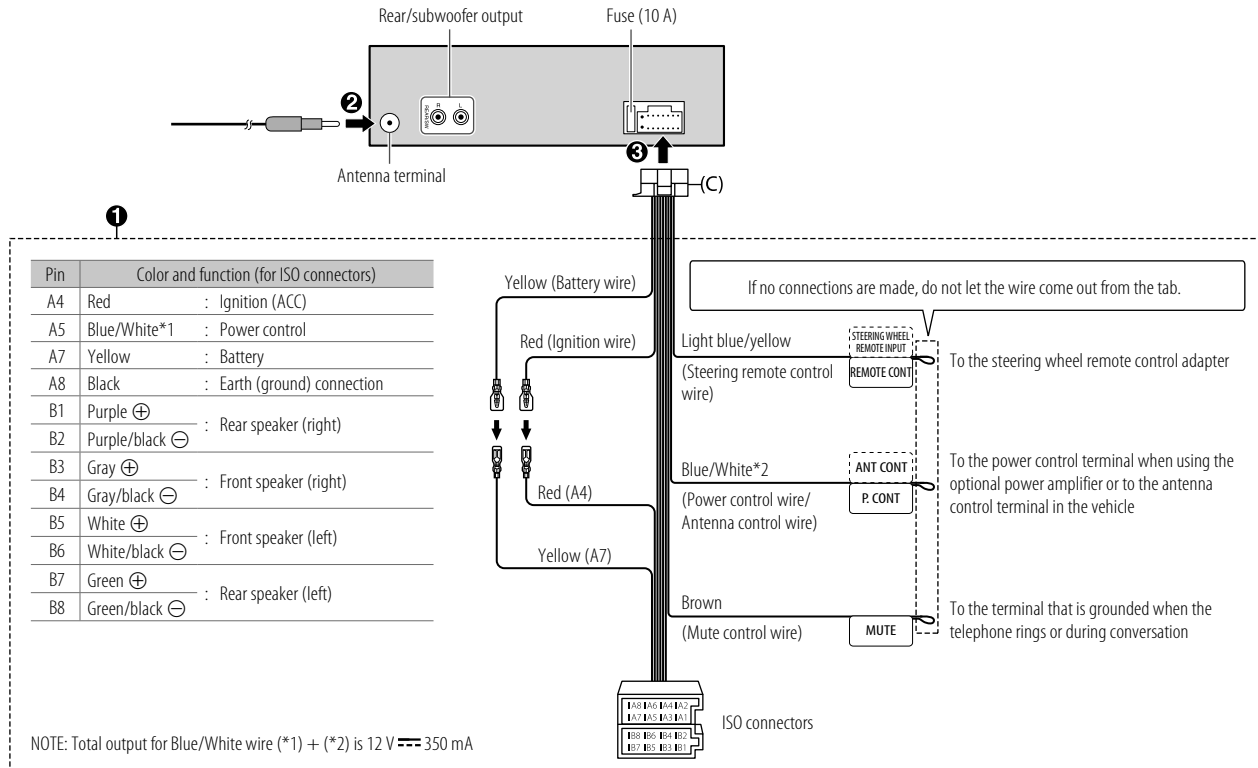 Rear/subwoofer output
Fuse (10 A)
2
R
L
REAR/SW
3
Antenna terminal
(C)
1
Pin Color and function (for ISO connectors)
A4 Red : Ignition (ACC)
A5 Blue/White*1 : Power control
A7 Yellow : Battery
A8 Black : Earth (ground) connection
B1 Purple ⊕
: Rear speaker (right)
B2 Purple/black ⊖
B3 Gray ⊕
: Front speaker (right)
B4 Gray/black ⊖
B5 White ⊕
: Front speaker (left)
B6 White/black ⊖
B7 Green ⊕
: Rear speaker (left)
B8 Green/black ⊖
Yellow (Battery wire)
Red (Ignition wire)
Red (A4)
Yellow (A7)
If no connections are made, do not let the wire come out from the tab.
Light blue/yellow
(Steering remote control
wire)
STEERING WHEEL
REMOTE INPUT
REMOTE CONT
To the steering wheel remote control adapter
Blue/White*2
(Power control wire/
Antenna control wire)
ANT CONT
P. CONT
To the power control terminal when using the
optional power amplifier or to the antenna
control terminal in the vehicle
Brown
(Mute control wire)
MUTE
To the terminal that is grounded when the
telephone rings or during conversation
A8 A6 A4 A2
A7 A5 A3 A1
B8 B6 B4 B2
B7 B5 B3 B1
ISO connectors
NOTE: Total output for Blue/White wire (*1) + (*2) is 12 V ⎓ 350 mA